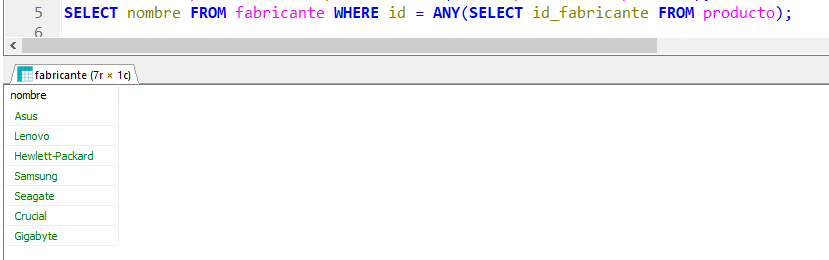 5 SELECT nombre FROM fabricante WHERE id = ANY(SELECT id_fabricante FROM producto);
6
fabricante (7r × 1c)
nombre
Asus
Lenovo
Hewlett-Packard
Samsung
Seagate
Crucial
Gigabyte